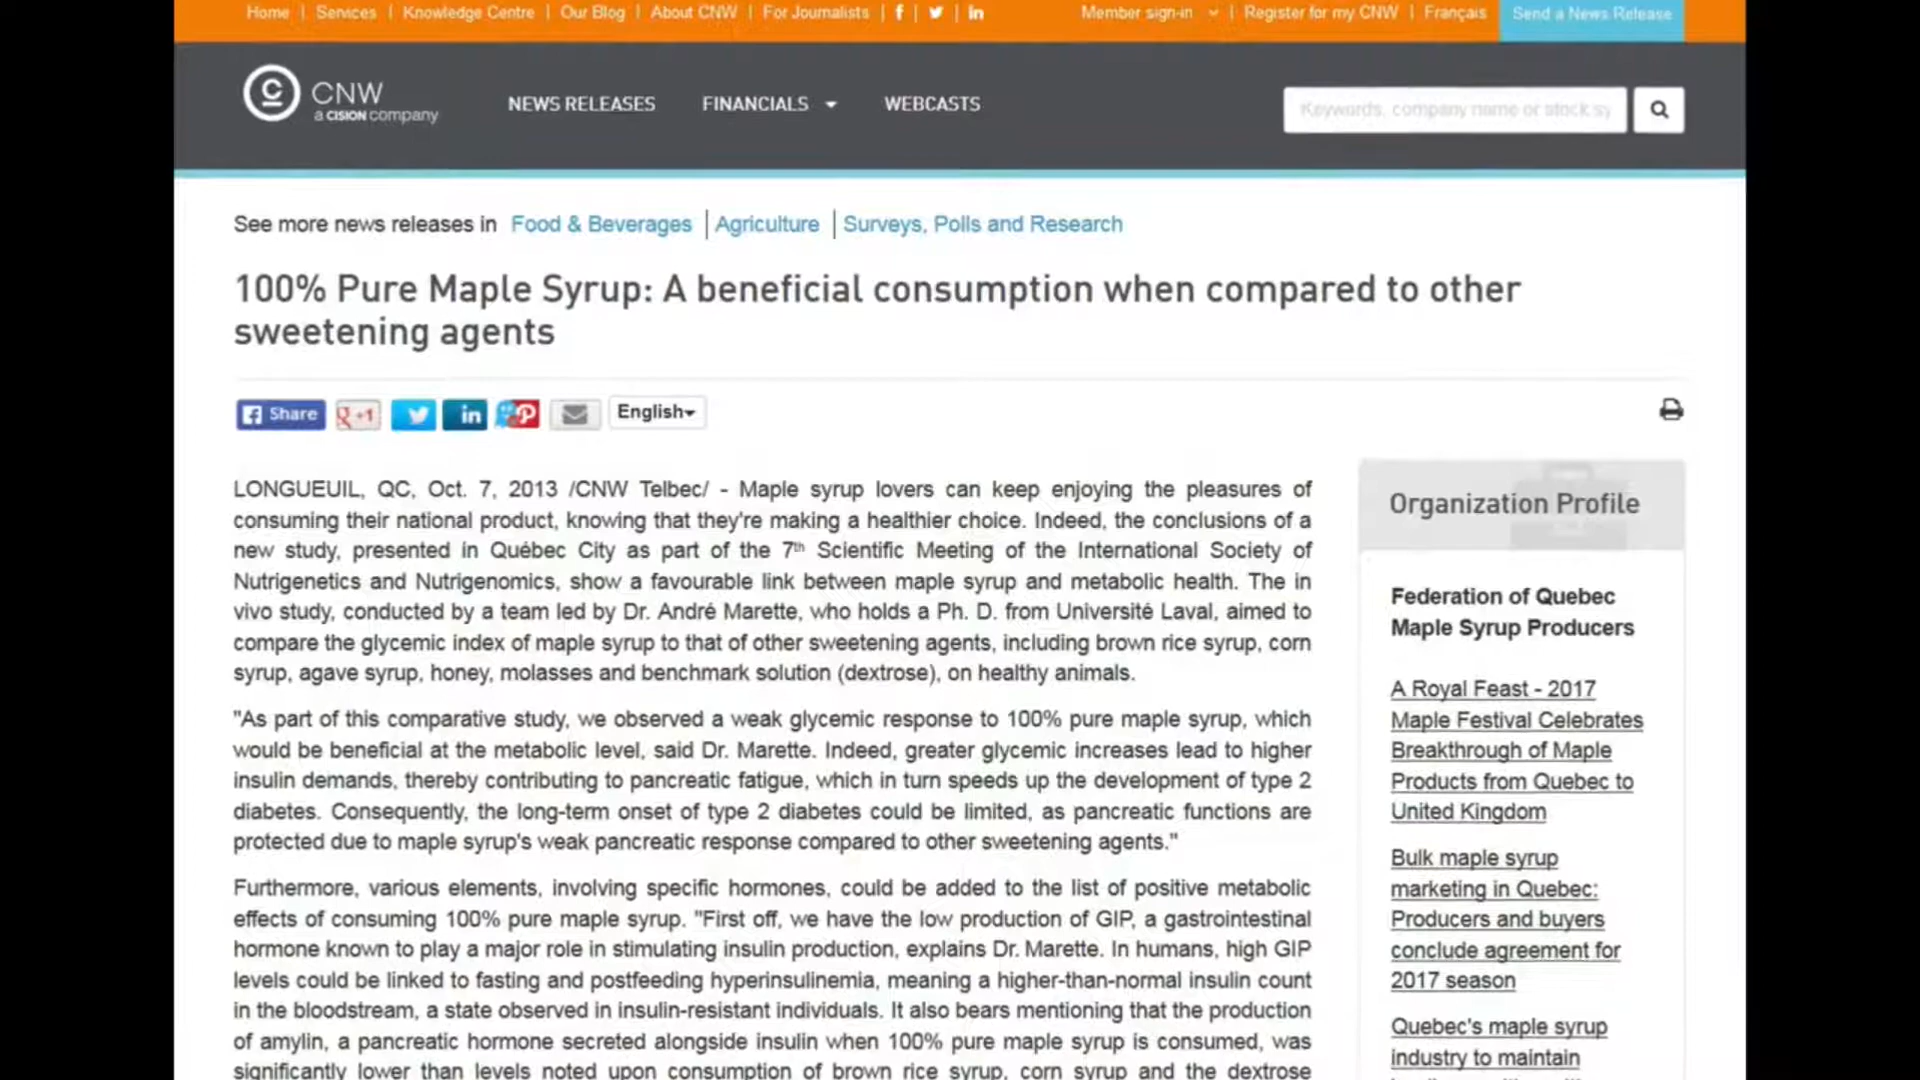 Home | Services | Knowledge Centre | Our Blog | About CNW | For Journalists | f | | in Member sign-in | Register for my CNW | Français Send a News Release
CNW
a CISION company
NEWS RELEASES FINANCIALS WEBCASTS
Keywords, company name or stock sy
See more news releases in Food & Beverages | Agriculture | Surveys, Polls and Research
100% Pure Maple Syrup: A beneficial consumption when compared to other
sweetening agents
Share g +1 in English
LONGUEUIL, QC, Oct. 7, 2013 /CNW Telbec/ - Maple syrup lovers can keep enjoying the pleasures of
consuming their national product, knowing that they're making a healthier choice. Indeed, the conclusions of a
new study, presented in Québec City as part of the 7th Scientific Meeting of the International Society of
Nutrigenetics and Nutrigenomics, show a favourable link between maple syrup and metabolic health. The in
vivo study, conducted by a team led by Dr. André Marette, who holds a Ph. D. from Université Laval, aimed to
compare the glycemic index of maple syrup to that of other sweetening agents, including brown rice syrup, corn
syrup, agave syrup, honey, molasses and benchmark solution (dextrose), on healthy animals.
"As part of this comparative study, we observed a weak glycemic response to 100% pure maple syrup, which
would be beneficial at the metabolic level, said Dr. Marette. Indeed, greater glycemic increases lead to higher
insulin demands, thereby contributing to pancreatic fatigue, which in turn speeds up the development of type 2
diabetes. Consequently, the long-term onset of type 2 diabetes could be limited, as pancreatic functions are
protected due to maple syrup's weak pancreatic response compared to other sweetening agents."
Furthermore, various elements, involving specific hormones, could be added to the list of positive metabolic
effects of consuming 100% pure maple syrup. "First off, we have the low production of GIP, a gastrointestinal
hormone known to play a major role in stimulating insulin production, explains Dr. Marette. In humans, high GIP
levels could be linked to fasting and postfeeding hyperinsulinemia, meaning a higher-than-normal insulin count
in the bloodstream, a state observed in insulin-resistant individuals. It also bears mentioning that the production
of amylin, a pancreatic hormone secreted alongside insulin when 100% pure maple syrup is consumed, was
significantly lower than levels noted upon consumption of brown rice syrup, corn syrup and the dextrose
Organization Profile
Federation of Quebec
Maple Syrup Producers
A Royal Feast - 2017
Maple Festival Celebrates
Breakthrough of Maple
Products from Quebec to
United Kingdom
Bulk maple syrup
marketing in Quebec:
Producers and buyers
conclude agreement for
2017 season
Quebec's maple syrup
industry to maintain